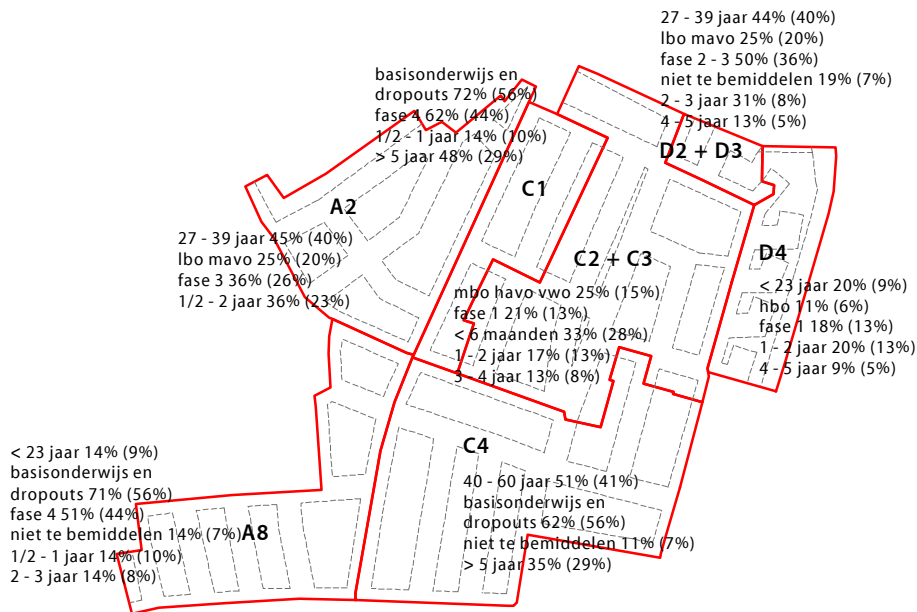 27 - 39 jaar 44% (40%)
lbo mavo 25% (20%)
fase 2 - 3 50% (36%)
niet te bemiddelen 19% (7%)
2 - 3 jaar 31% (8%)
4 - 5 jaar 13% (5%)
D2 + D3
basisonderwijs en
dropouts 72% (56%)
fase 4 62% (44%)
1/2 - 1 jaar 14% (10%)
> 5 jaar 48% (29%)
C1
A2
27 - 39 jaar 45% (40%)
lbo mavo 25% (20%)
fase 3 36% (26%)
1/2 - 2 jaar 36% (23%)
C2 + C3
mbo havo vwo 25% (15%)
fase 1 21% (13%)
< 6 maanden 33% (28%)
1 - 2 jaar 17% (13%)
3 - 4 jaar 13% (8%)
D4
< 23 jaar 20% (9%)
hbo 11% (6%)
fase 1 18% (13%)
1 - 2 jaar 20% (13%)
4 - 5 jaar 9% (5%)
< 23 jaar 14% (9%)
basisonderwijs en
dropouts 71% (56%)
fase 4 51% (44%)
niet te bemiddelen 14% (7%)
1/2 - 1 jaar 14% (10%)
2 - 3 jaar 14% (8%)
A8
C4
40 - 60 jaar 51% (41%)
basisonderwijs en
dropouts 62% (56%)
niet te bemiddelen 11% (7%)
> 5 jaar 35% (29%)